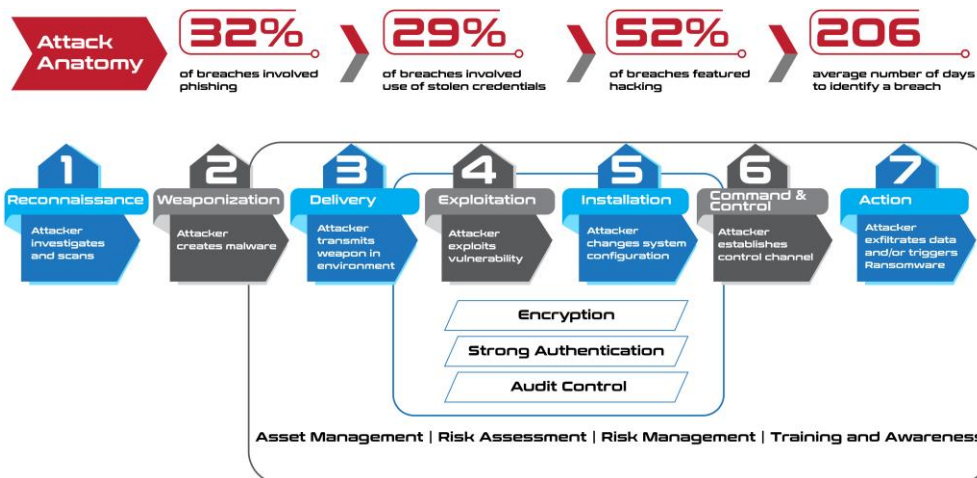 Attack
Anatomy
32%
of breaches involved
phishing
29%
of breaches involved
use of stolen credentials
52%
of breaches featured
hacking
206
average number of days
to identify a breach
1
Reconnaissance
Attacker
investigates
and scans
2
Weaponization
Attacker
creates malware
3
Delivery
Attacker
transmits
weapon in
environment
4
Exploitation
Attacker
exploits
vulnerability
5
Installation
Attacker
changes system
configuration
6
Command &
Control
Attacker
establishes
control channel
7
Action
Attacker
exfiltrates data
and/or triggers
Ransomware
Encryption
Strong Authentication
Audit Control
Asset Management | Risk Assessment | Risk Management | Training and Awareness